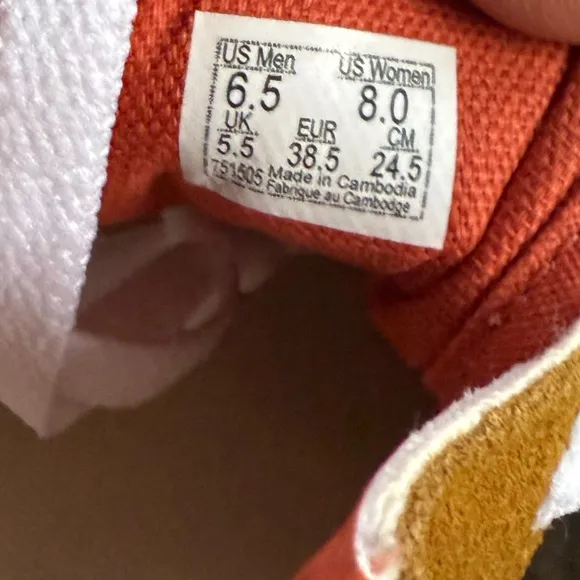 US Men US Women
6.5 8.0
UK EUR CM
5.5 38.5 24.5
751505 Made in Cambodia
Fabrique au Cambodge